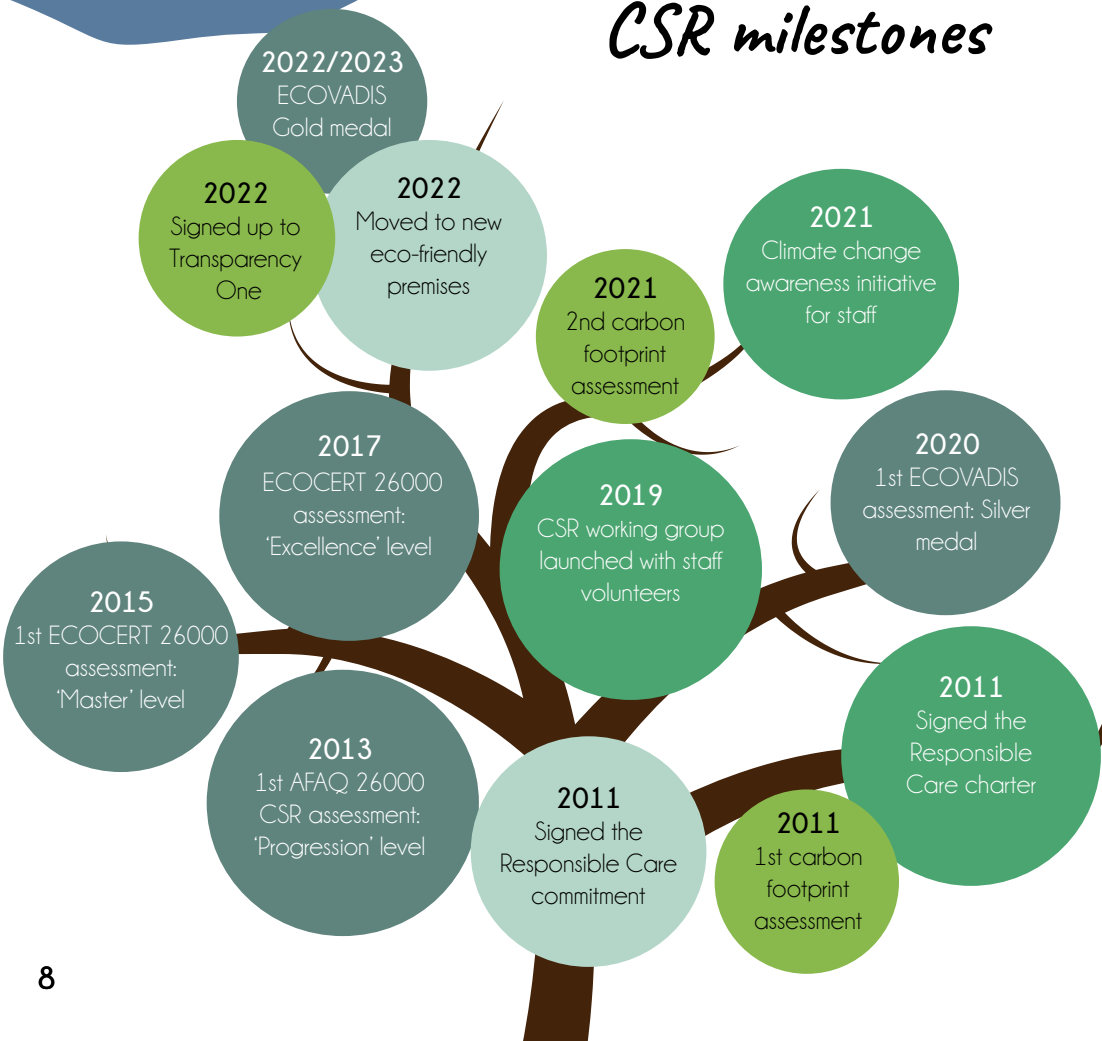 CSR milestones
2022/2023
ECOVADIS
Gold medal
2022
Signed up to
Transparency
One
2022
Moved to new
eco-friendly
premises
2021
2nd carbon
footprint
assessment
2021
Climate change
awareness initiative
for staff
2017
ECOCERT 26000
assessment:
‘Excellence’ level
2019
CSR working group
launched with staff
volunteers
2020
1st ECOVADIS
assessment: Silver
medal
2015
1st ECOCERT 26000
assessment:
‘Master’ level
2013
1st AFAQ 26000
CSR assessment:
‘Progression’ level
2011
Signed the
Responsible Care
commitment
2011
1st carbon
footprint
assessment
2011
Signed the
Responsible
Care charter
8